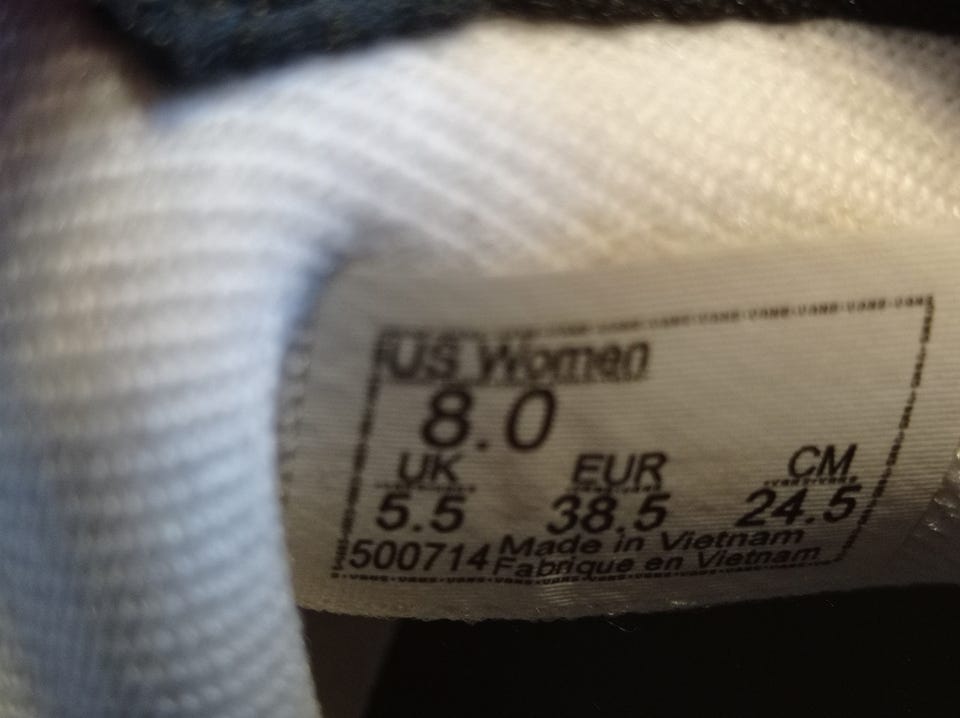 US Women
8.0
UK EUR CM
5.5 38.5 24.5
500714 Made in Vietnam
Fabrique en Vietnam